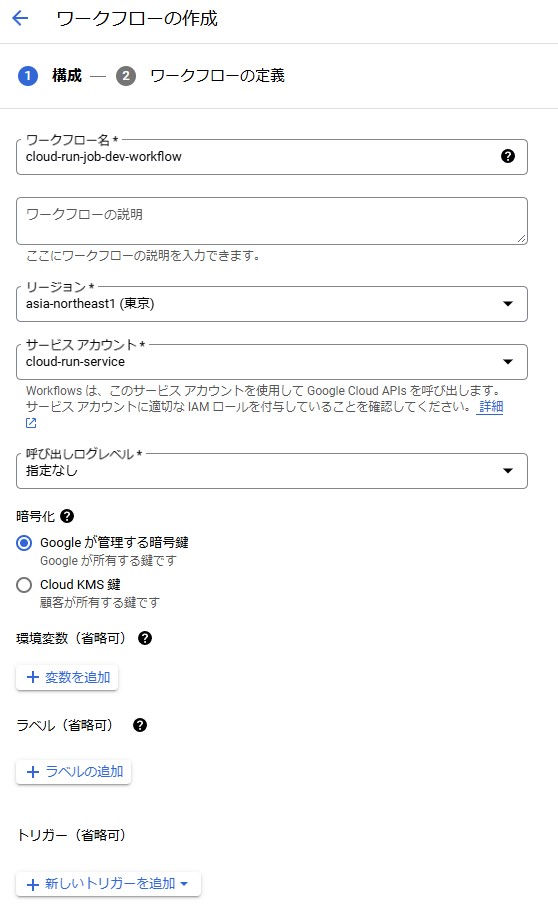 ワークフローの作成
1 構成 — 2 ワークフローの定義
ワークフロー名 *
cloud-run-job-dev-workflow
ワークフローの説明
ここにワークフローの説明を入力できます。
リージョン *
asia-northeast1 (東京)
サービス アカウント *
cloud-run-service
Workflows は、このサービス アカウントを使用して Google Cloud APIs を呼び出します。
サービス アカウントに適切な IAM ロールを付与していることを確認してください。 詳細
呼び出しログレベル *
指定なし
暗号化
Google が管理する暗号鍵
Google が所有する鍵です
Cloud KMS 鍵
顧客が所有する鍵です
環境変数（省略可）
+ 変数を追加
ラベル（省略可）
+ ラベルの追加
トリガー（省略可）
+ 新しいトリガーを追加